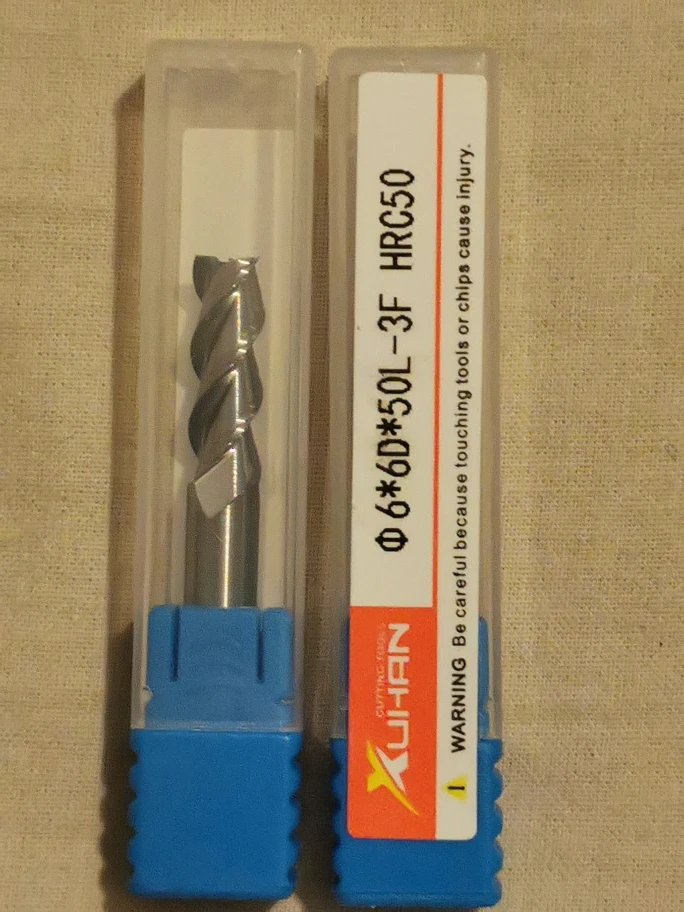 Φ6*6D*50L-3F HRC50
CUTTING TOOLS
XUHAN
WARNING Be careful because touching tools or chips cause injury.